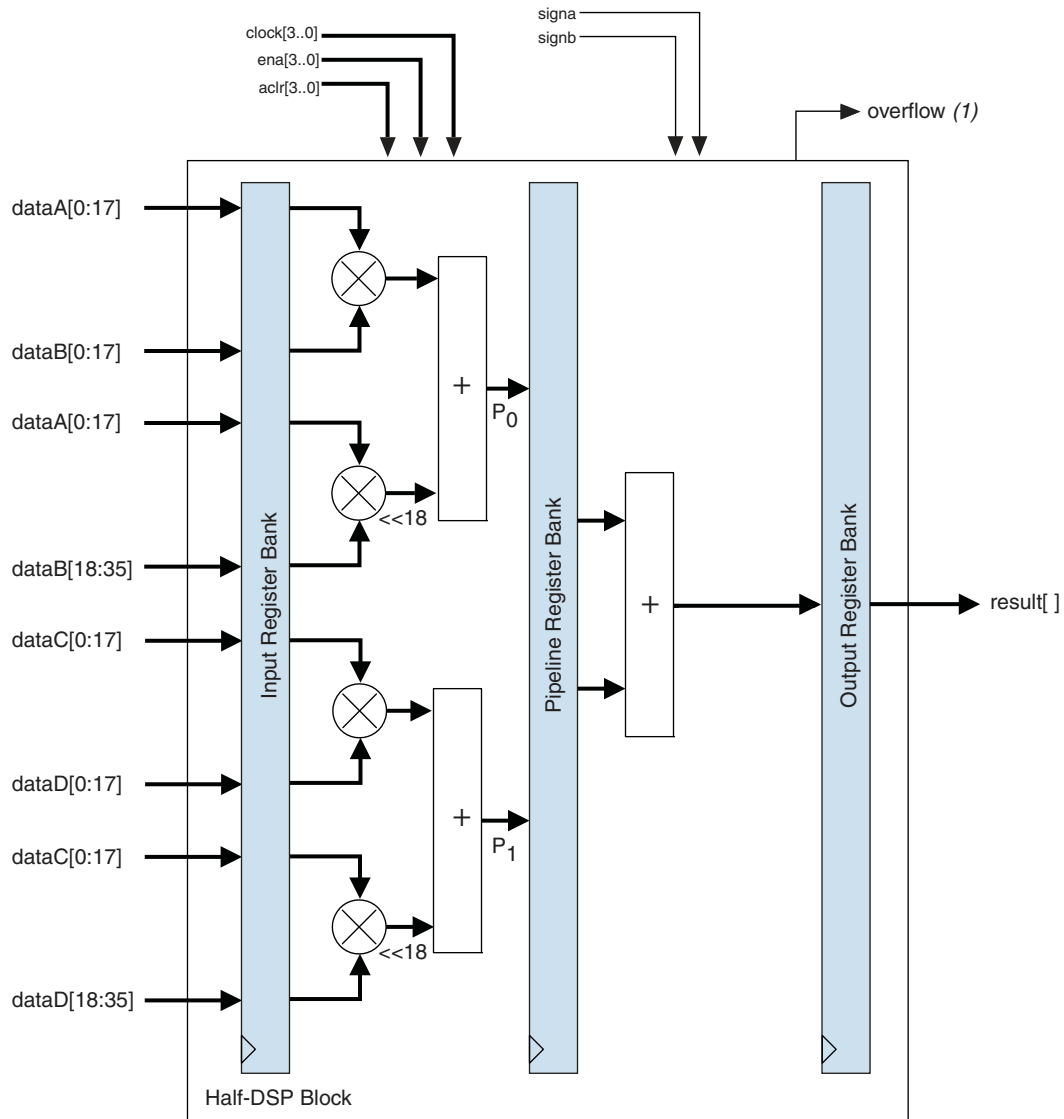 signa
clock[3..0]
signb
ena[3..0]
aclr[3..0]
overflow (1)
dataA[0:17]
dataB[0:17]
+
P0
dataA[0:17]
<<18
dataB[18:35]
Input Register Bank
Pipeline Register Bank
+
Output Register Bank
result[ ]
dataC[0:17]
dataD[0:17]
+
P1
dataC[0:17]
<<18
dataD[18:35]
Half-DSP Block